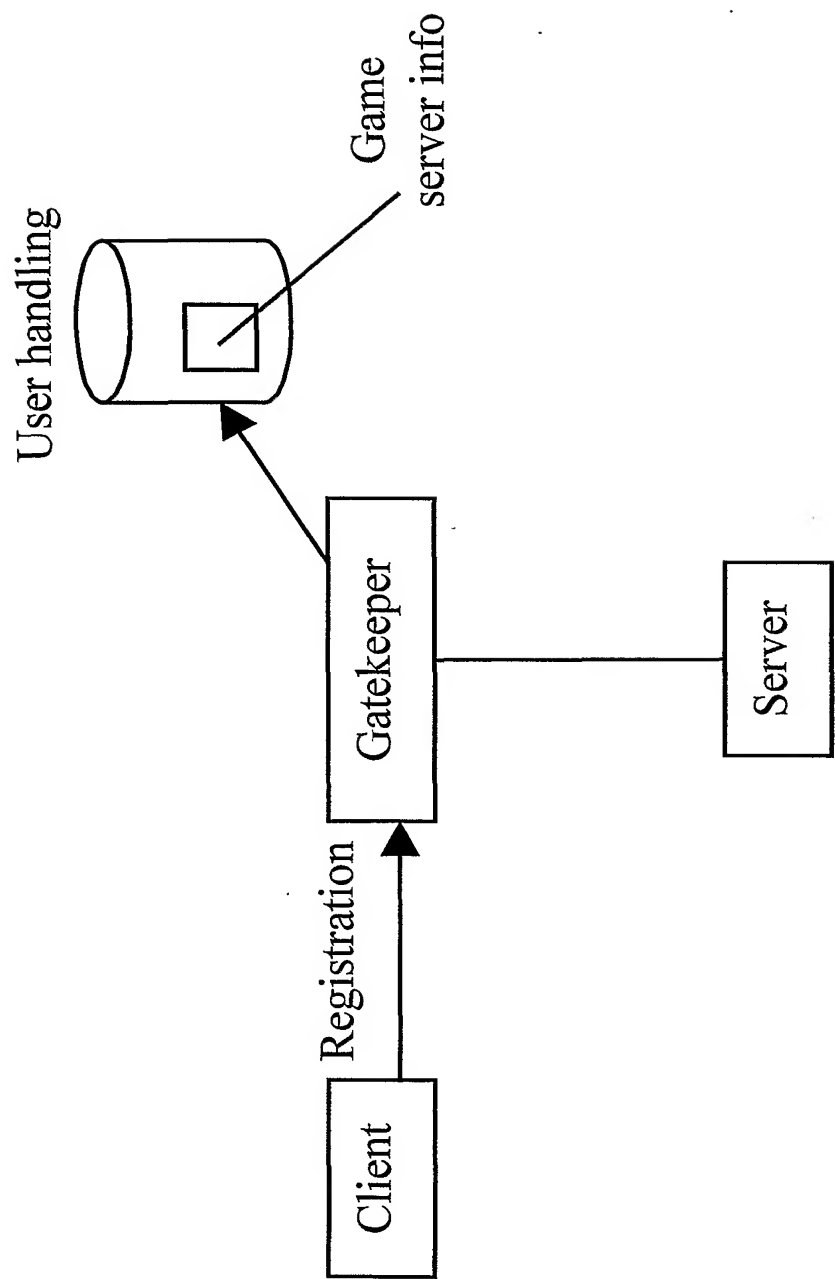 User handling
Game
server info
Registration
Client
Gatekeeper
Server